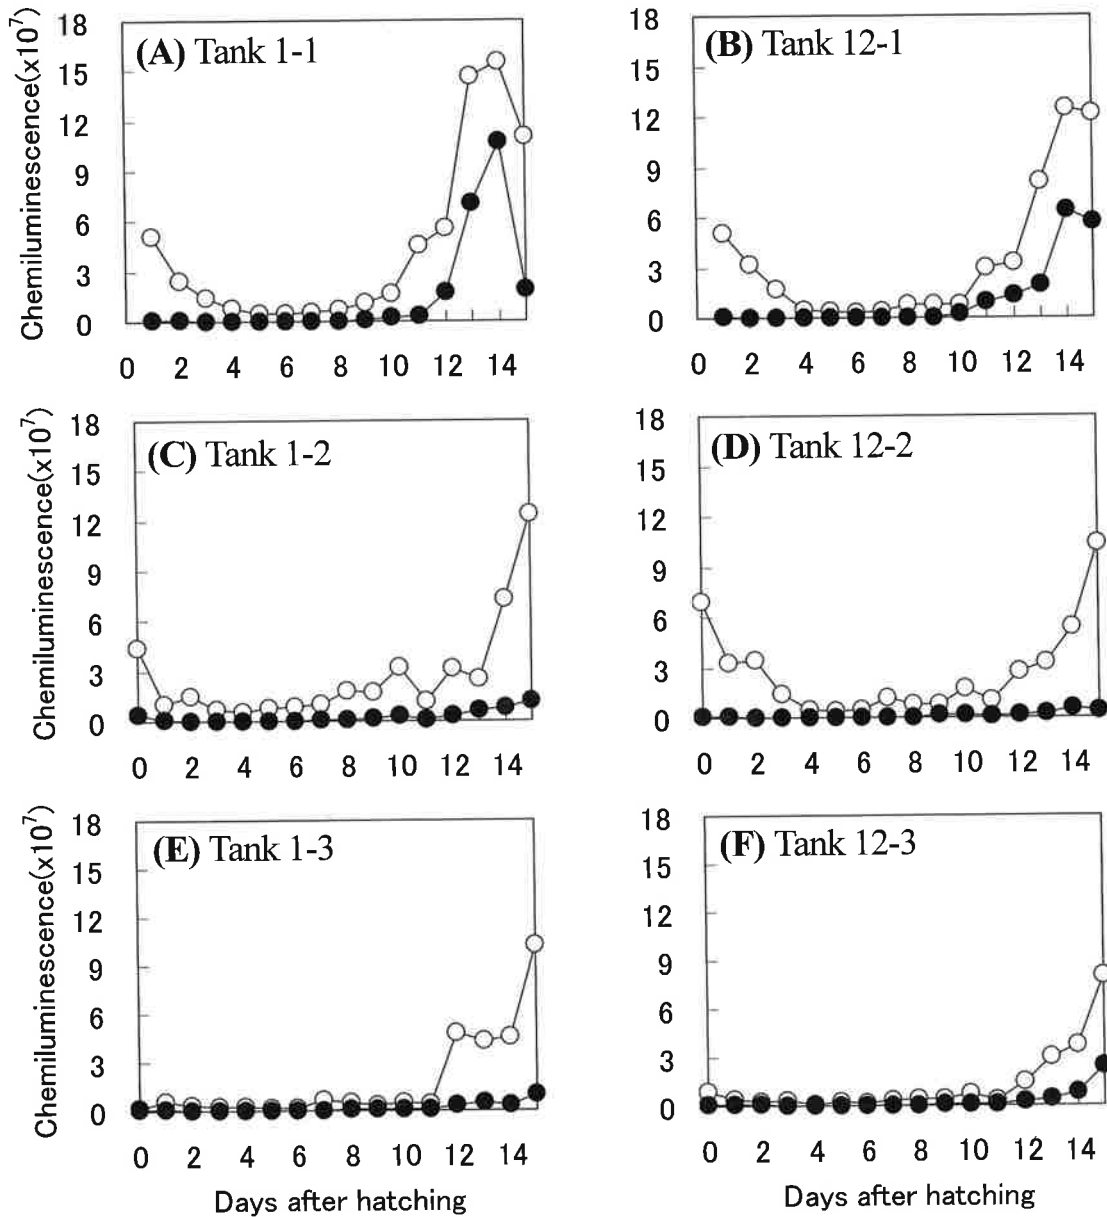 (A) Tank 1-1
Chemiluminescence(x10⁷)
18
15
12
9
6
3
0
0 2 4 6 8 10 12 14
(B) Tank 12-1
18
15
12
9
6
3
0
0 2 4 6 8 10 12 14
(C) Tank 1-2
Chemiluminescence(x10⁷)
18
15
12
9
6
3
0
0 2 4 6 8 10 12 14
(D) Tank 12-2
18
15
12
9
6
3
0
0 2 4 6 8 10 12 14
(E) Tank 1-3
Chemiluminescence(x10⁷)
18
15
12
9
6
3
0
0 2 4 6 8 10 12 14
Days after hatching
(F) Tank 12-3
18
15
12
9
6
3
0
0 2 4 6 8 10 12 14
Days after hatching